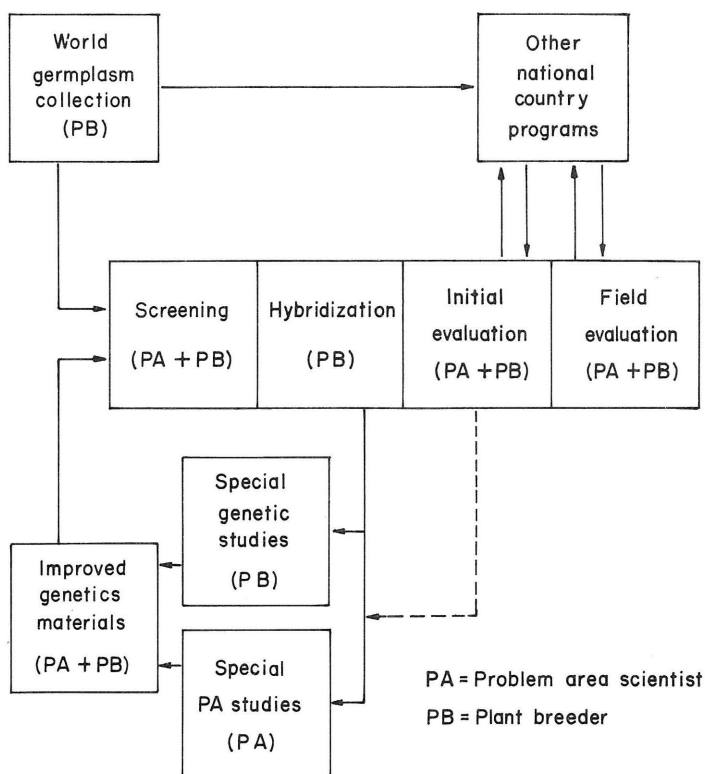 World
germplasm
collection
(PB)
Other
national
country
programs
Screening
(PA + PB)
Hybridization
(PB)
Initial
evaluation
(PA +PB)
Field
evaluation
(PA +PB)
Special
genetic
studies
(PB)
Improved
genetics
materials
(PA + PB)
Special
PA studies
(PA)
PA = Problem area scientist
PB = Plant breeder